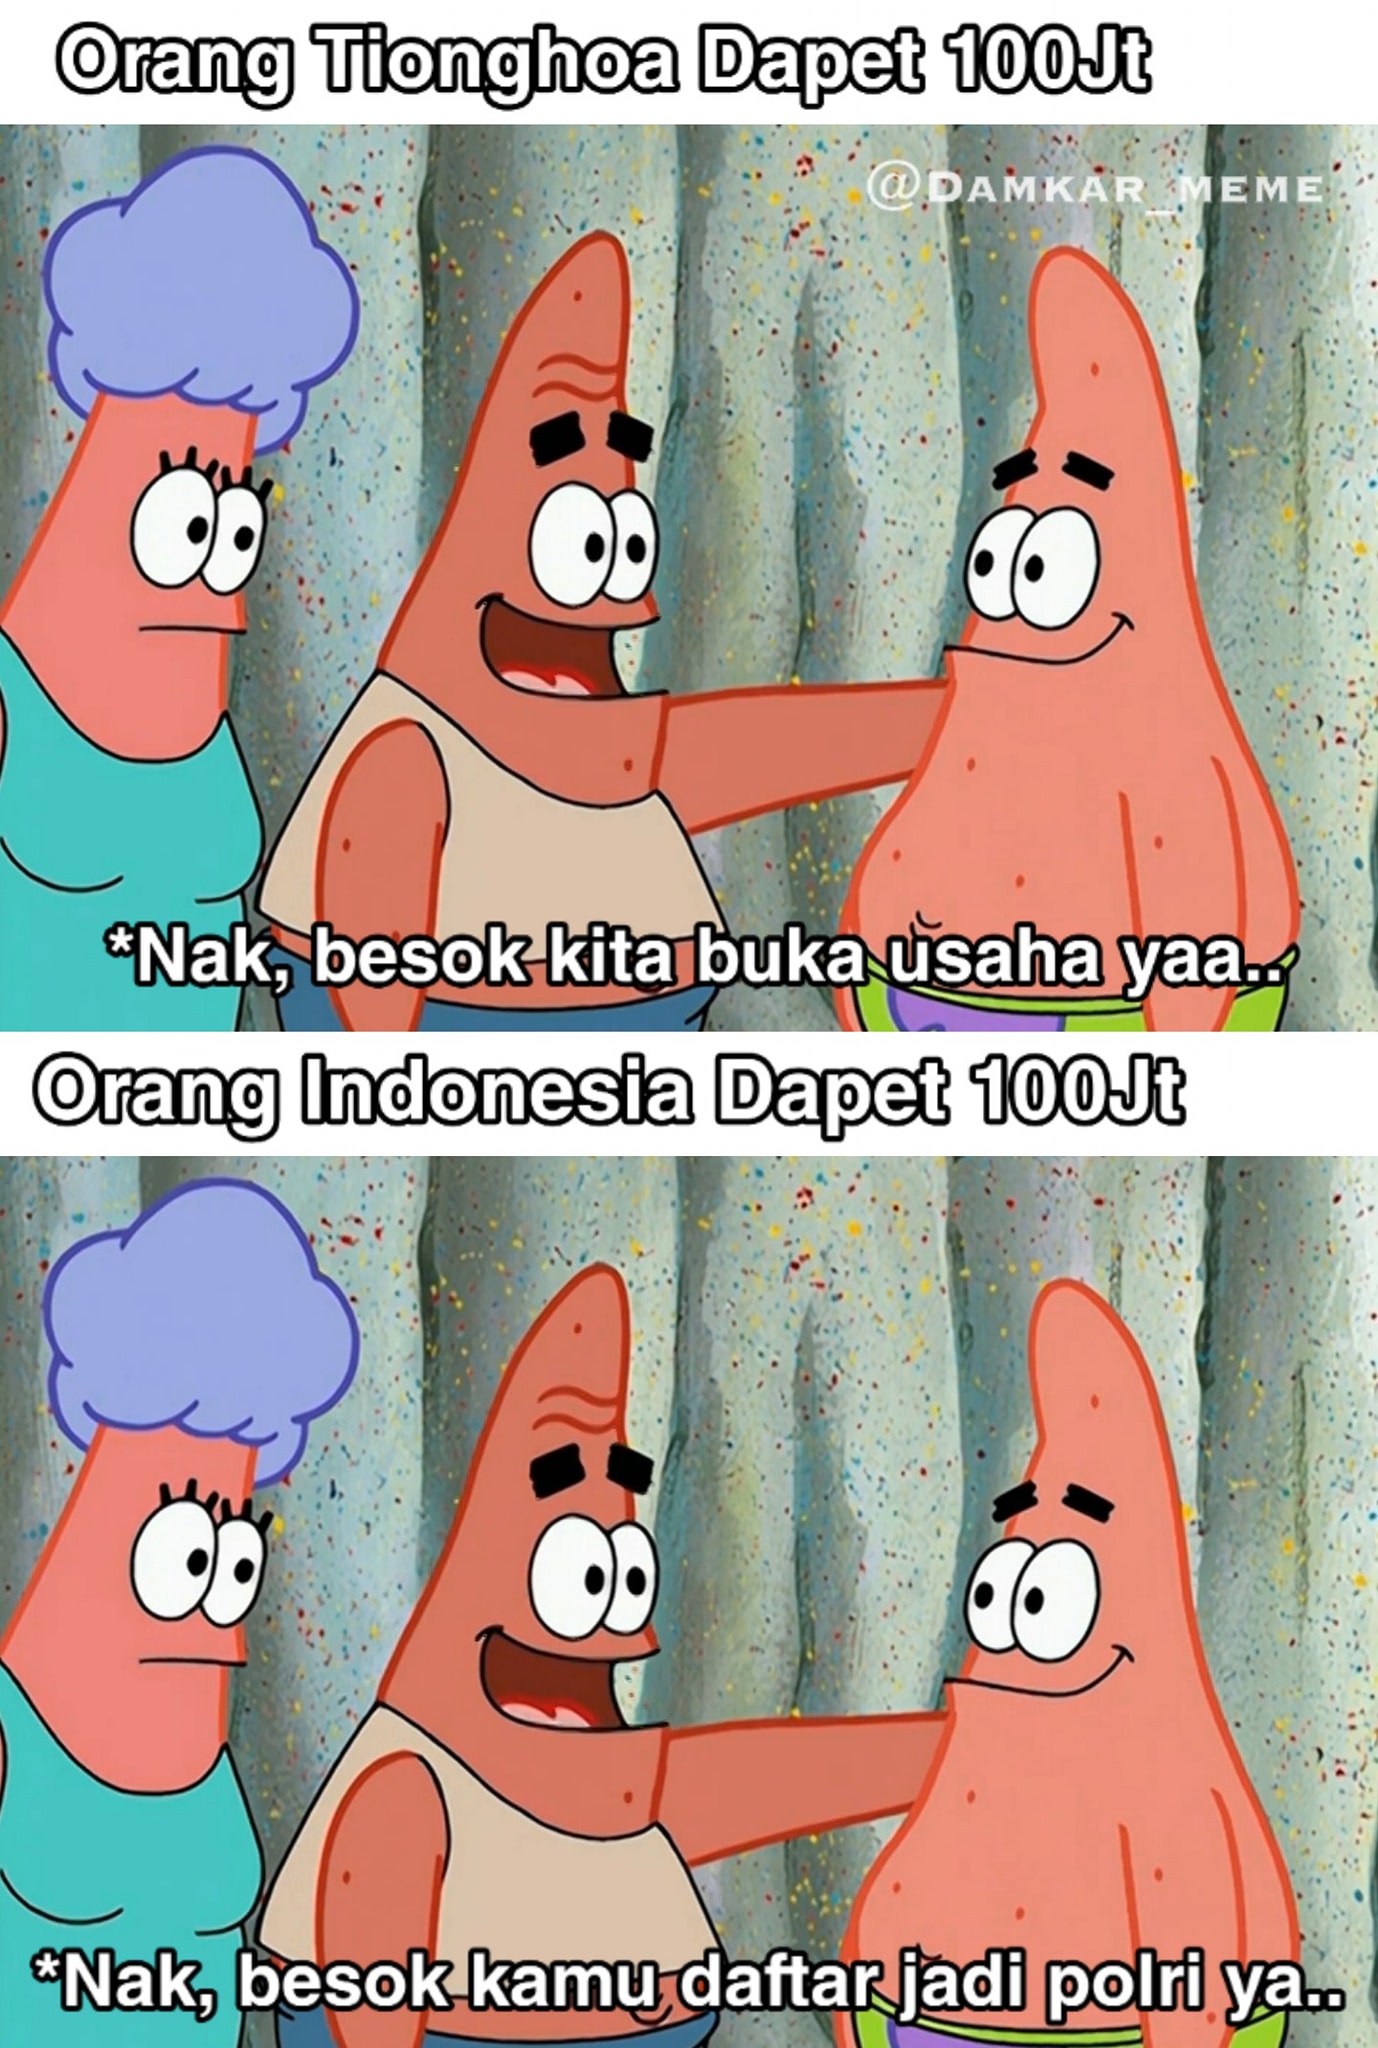 Orang Tionghoa Dapet 100Jt
@DAMKAR_MEME
*Nak, besok kita buka usaha yaa..
Orang Indonesia Dapet 100Jt
*Nak, besok kamu daftar jadi polri ya..